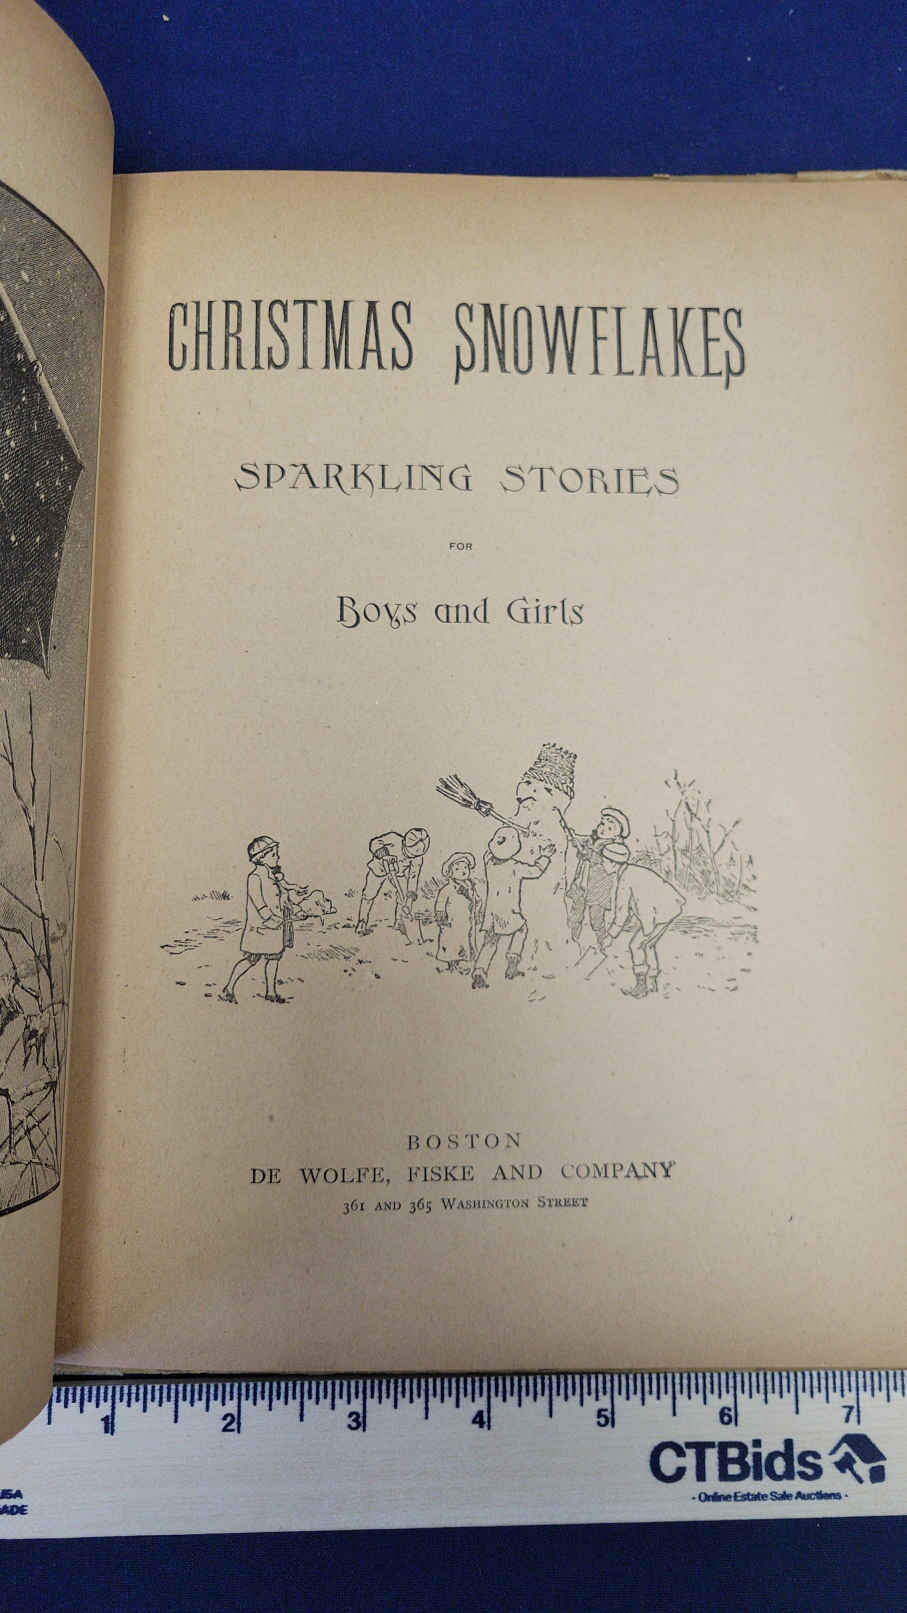 CHRISTMAS SNOWFLAKES
SPARKLING STORIES
FOR
Boys and Girls
BOSTON
DE WOLFE, FISKE AND COMPANY
361 AND 365 WASHINGTON STREET
1 2 3 4 5 6 7
CTBids
- Online Estate Sale Auctions -
USA